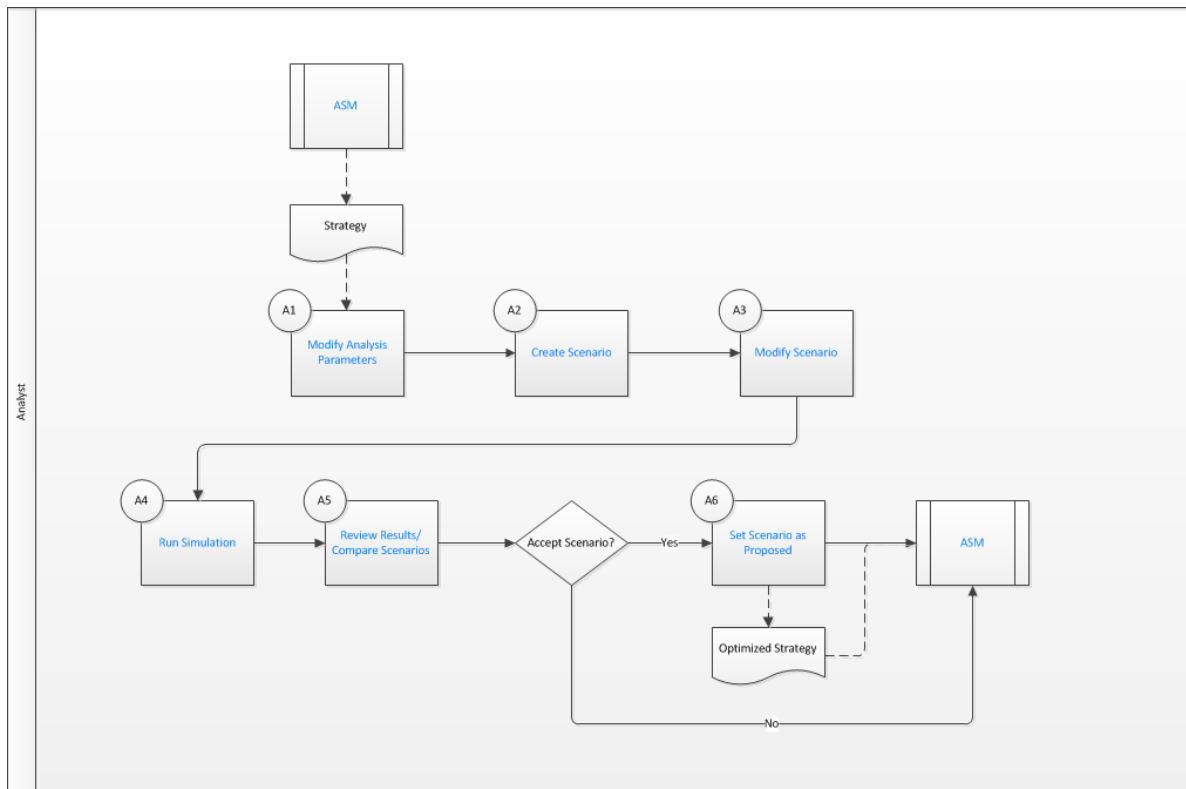 Analyst
ASM
Strategy
A1
Modify Analysis
Parameters
A2
Create Scenario
A3
Modify Scenario
A4
Run Simulation
A5
Review Results/
Compare Scenarios
Accept Scenario?
Yes
A6
Set Scenario as
Proposed
ASM
Optimized Strategy
No